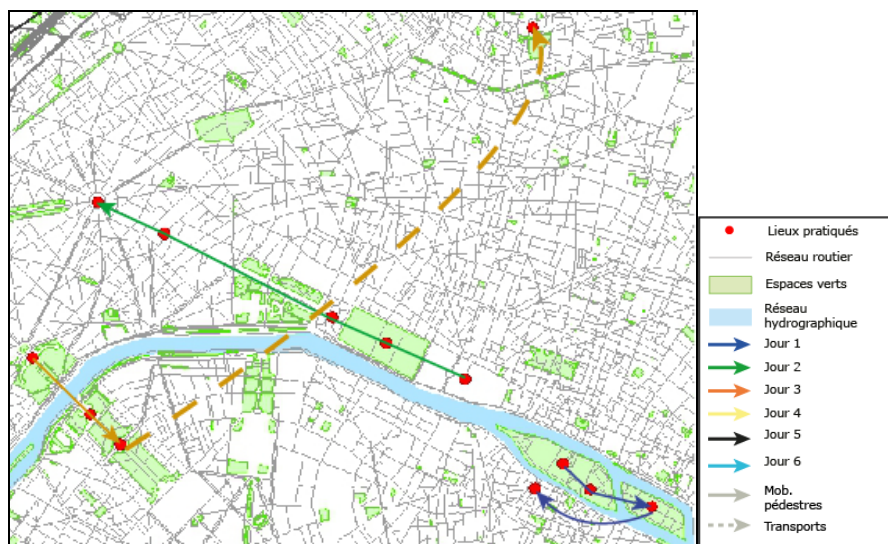 Lieux pratiqués
Réseau routier
Espaces verts
Réseau
hydrographique
Jour 1
Jour 2
Jour 3
Jour 4
Jour 5
Jour 6
Mob.
pédestres
Transports